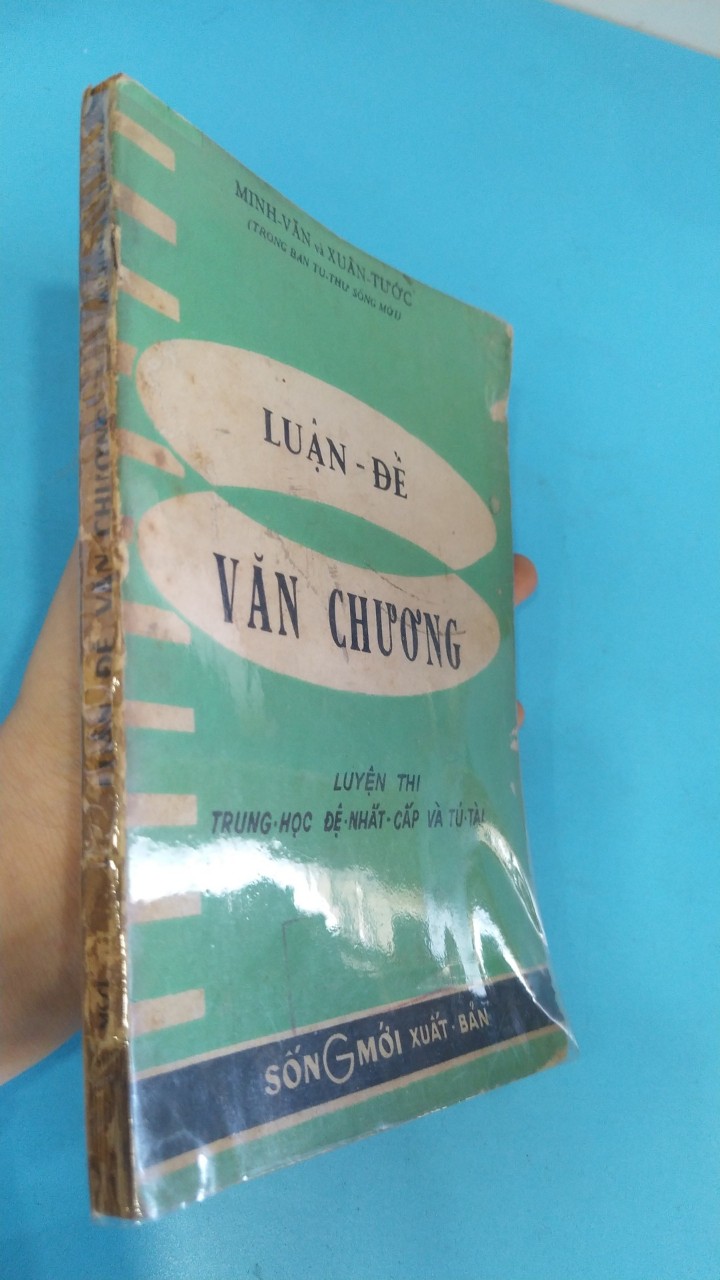 MINH-VĂN và XUÂN-TƯỚC
(TRONG BAN TU-THƯ SỐNG MỚI)
LUẬN-ĐỀ
VĂN CHƯƠNG
LUYỆN THI
TRUNG-HỌC ĐỆ-NHẤT-CẤP VÀ TÚ-TÀI
SỐNG MỚI XUẤT-BẢN
LUẬN ĐỀ VĂN CHƯƠNG